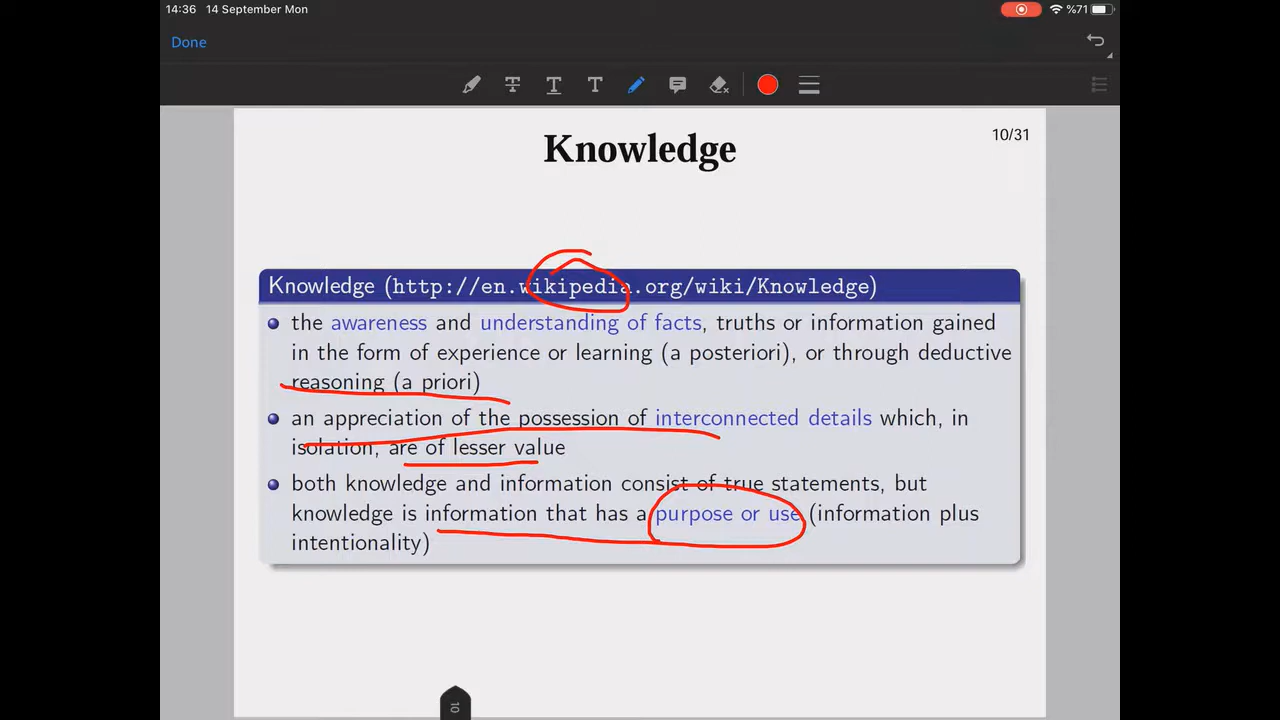 14:36 14 September Mon
%71
Done
T T T
Knowledge
10/31
Knowledge (http://en.wikipedia.org/wiki/Knowledge)
the awareness and understanding of facts, truths or information gained
in the form of experience or learning (a posteriori), or through deductive
reasoning (a priori)
an appreciation of the possession of interconnected details which, in
isolation, are of lesser value
both knowledge and information consist of true statements, but
knowledge is information that has a purpose or use (information plus
intentionality)
10